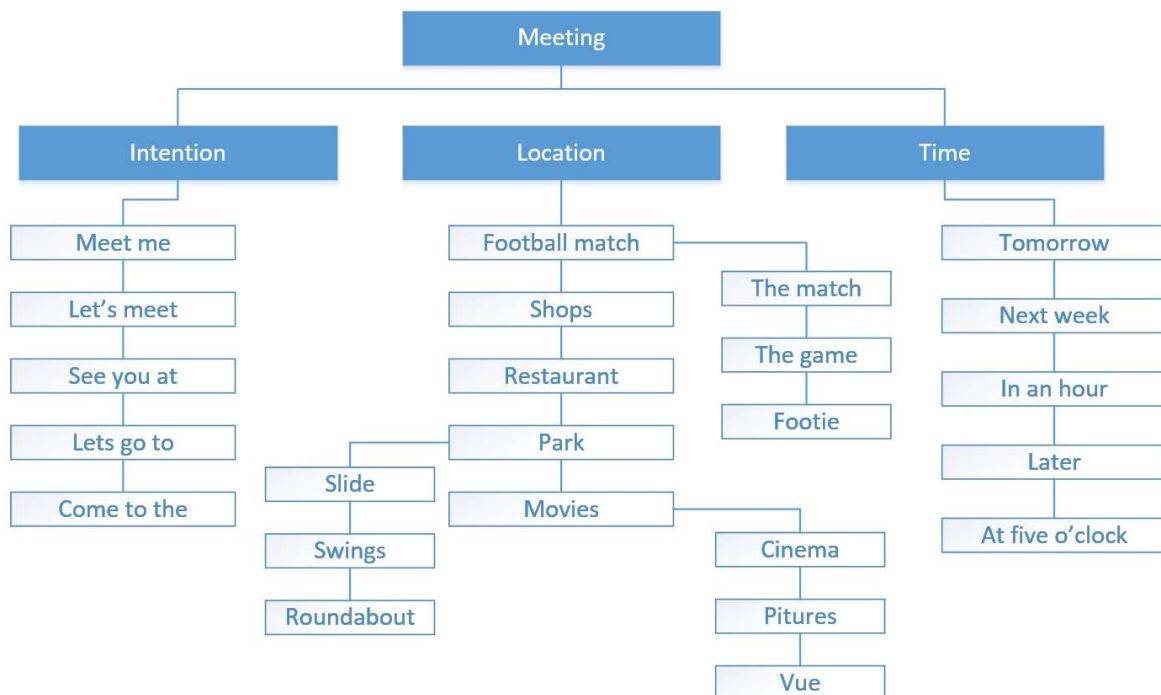 Meeting
Intention
Location
Time
Meet me
Let's meet
See you at
Lets go to
Come to the
Football match
Shops
Restaurant
Park
Movies
The match
The game
Footie
Slide
Swings
Roundabout
Cinema
Pitures
Vue
Tomorrow
Next week
In an hour
Later
At five o'clock